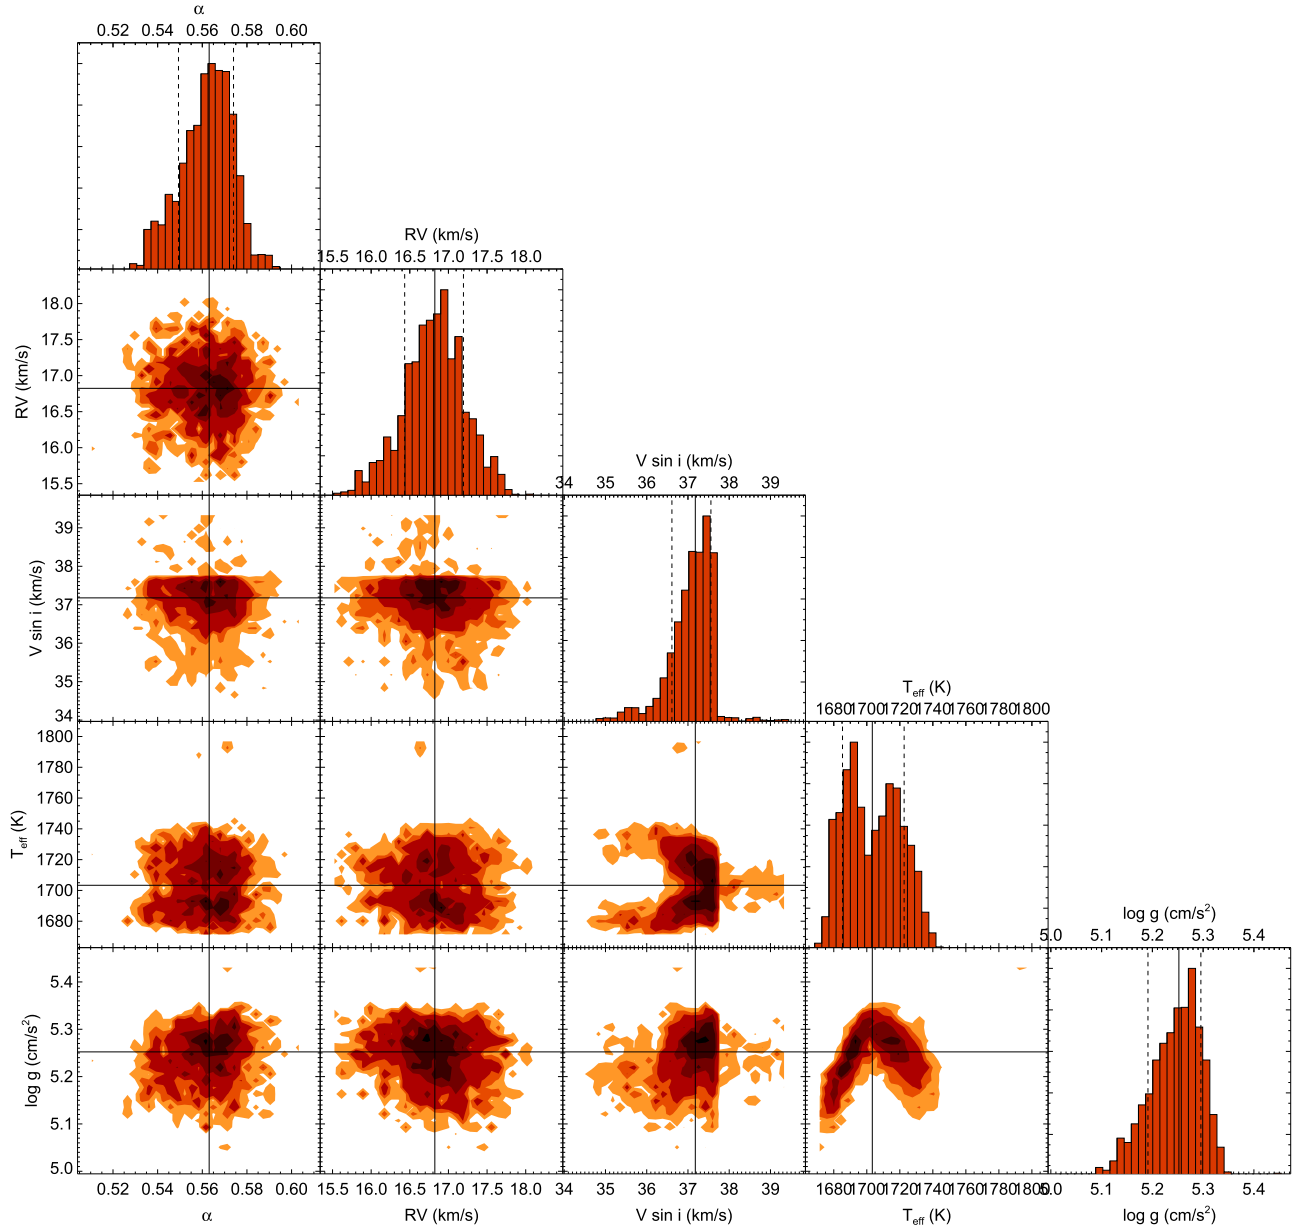 α
0.52 0.54 0.56 0.58 0.60
RV (km/s)
15.5 16.0 16.5 17.0 17.5 18.0
RV (km/s)
18.0
17.5
17.0
16.5
16.0
15.5
V sin i (km/s)
34 35 36 37 38 39
V sin i (km/s)
39
38
37
36
35
34
T_eff (K)
1680 1700 1720 1740 1760 1780 1800
T_eff (K)
1800
1780
1760
1740
1720
1700
1680
log g (cm/s²)
5.0 5.1 5.2 5.3 5.4
log g (cm/s²)
5.4
5.3
5.2
5.1
5.0
0.52 0.54 0.56 0.58 0.60 15.5 16.0 16.5 17.0 17.5 18.0 34 35 36 37 38 39 1680 1700 1720 1740 1760 1780 1800 5.0 5.1 5.2 5.3 5.4
α RV (km/s) V sin i (km/s) T_eff (K) log g (cm/s²)